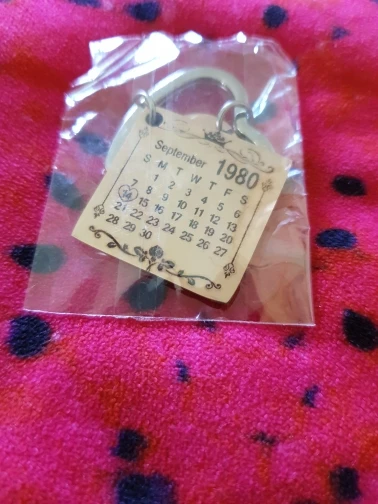 September 1980
S M T W T F S
1 2 3 4 5 6
7 8 9 10 11 12 13
14 15 16 17 18 19 20
21 22 23 24 25 26 27
28 29 30